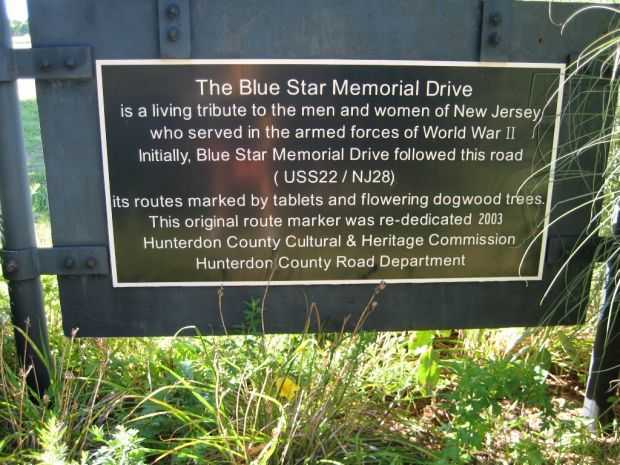 The Blue Star Memorial Drive
is a living tribute to the men and women of New Jersey
who served in the armed forces of World War II
Initially, Blue Star Memorial Drive followed this road
( USS22 / NJ28)
its routes marked by tablets and flowering dogwood trees.
This original route marker was re-dedicated 2003
Hunterdon County Cultural & Heritage Commission
Hunterdon County Road Department